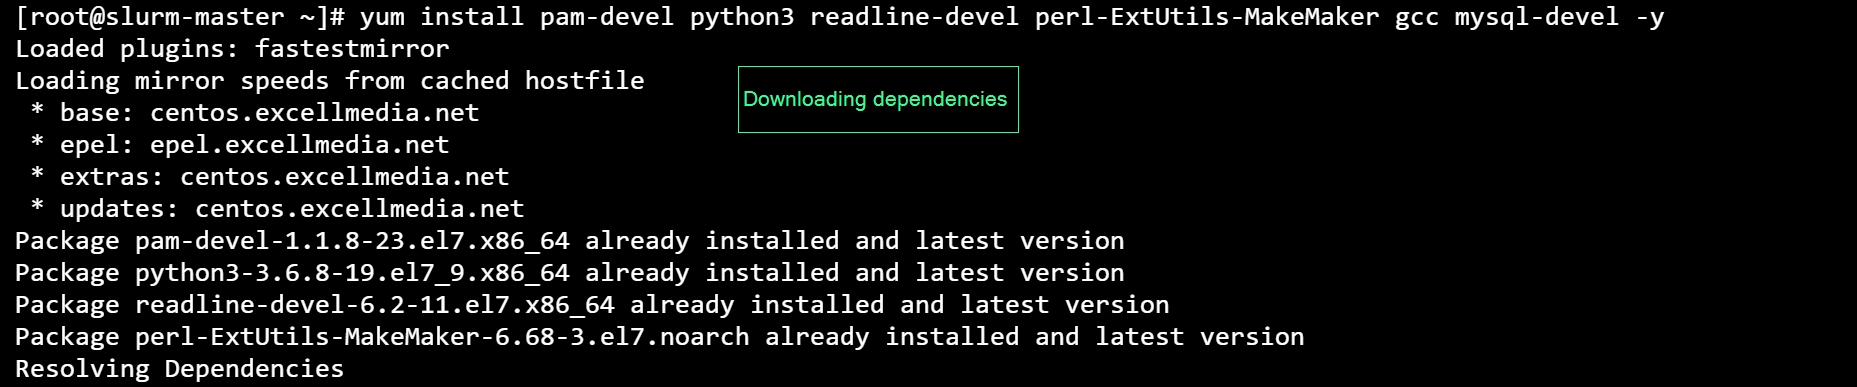 [root@slurm-master ~]# yum install pam-devel python3 readline-devel perl-ExtUtils-MakeMaker gcc mysql-devel -y
Loaded plugins: fastestmirror
Loading mirror speeds from cached hostfile
Downloading dependencies
* base: centos.excellmedia.net
* epel: epel.excellmedia.net
* extras: centos.excellmedia.net
* updates: centos.excellmedia.net
Package pam-devel-1.1.8-23.el7.x86_64 already installed and latest version
Package python3-3.6.8-19.el7_9.x86_64 already installed and latest version
Package readline-devel-6.2-11.el7.x86_64 already installed and latest version
Package perl-ExtUtils-MakeMaker-6.68-3.el7.noarch already installed and latest version
Resolving Dependencies